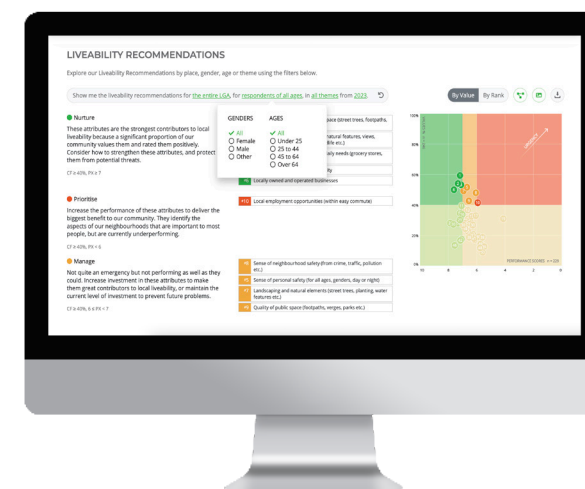 LIVEABILITY RECOMMENDATIONS
Explore our Liveability Recommendations by place, gender, age or theme using the filters below.
Show me the liveability recommendations for the entire LGA, for respondents of all ages, in all themes from 2023.
By Value By Rank
Nurture
These attributes are the strongest contributors to local
liveability because a significant proportion of our
community values them and rated them positively.
Consider how to strengthen these attributes, and protect
them from potential threats.
CF ≥ 40%, PX ≥ 7
GENDERS AGES
All All
Female Under 25
Male 25 to 44
Other 45 to 64
Over 64
space (street trees, footpaths,
natural features, views,
daily needs (grocery stores,
Locally owned and operated businesses
Prioritise
Increase the performance of these attributes to deliver the
biggest benefit to our community. They identify the
aspects of our neighbourhoods that are important to most
people, but are currently underperforming.
CF ≥ 40%, PX < 6
#10 Local employment opportunities (within easy commute)
Manage
Not quite an emergency but not performing as well as they
could. Increase investment in these attributes to make
them great contributors to local liveability, or maintain the
current level of investment to prevent future problems.
CF ≥ 40%, 6 ≤ PX < 7
Sense of neighbourhood safety (from crime, traffic, pollution
etc.)
Sense of personal safety (for all ages, genders, day or night)
Landscaping and natural elements (street trees, planting, water
features etc.)
Quality of public space (footpaths, verges, parks etc.)
100%
80%
60%
40%
20%
0%
URGENCY
PERFORMANCE SCORES
10 8 6 4 2 0